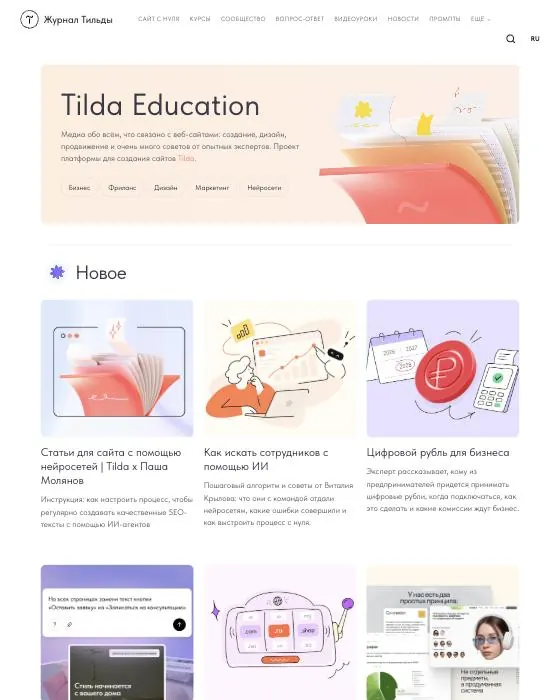 Журнал Тильды
САЙТ С НУЛЯ КУРСЫ СООБЩЕСТВО ВОПРОС-ОТВЕТ ВИДЕОУРОКИ НОВОСТИ ПРОМПТЫ ЕЩЕ
RU
Tilda Education
Медиа обо всём, что связано с веб-сайтами: создание, дизайн,
продвижение и очень много советов от опытных экспертов. Проект
платформы для создания сайтов Tilda.
Бизнес Фриланс Дизайн Маркетинг Нейросети
Новое
2026 2027
2028
Статьи для сайта с помощью
нейросетей | Tilda x Паша
Молянов
Инструкция: как настроить процесс, чтобы
регулярно создавать качественные SEO-
тексты с помощью ИИ-агентов
Как искать сотрудников с
помощью ИИ
Пошаговый алгоритм и советы от Виталия
Крылова: что они с командой отдали
нейросетям, какие ошибки совершили и
как выстроить процесс с нуля.
Цифровой рубль для бизнеса
Эксперт рассказывает, кому из
предпринимателей придется принимать
цифровые рубли, когда подключаться, как
это сделать и какие комиссии ждут бизнес.
На всех страницах замени текст кнопки
«Оставить заявку» на «Записаться на консультацию».
Стиль начинается
с вашего дома
.com .ru .shop
У нас есть два
простых принципа:
Не отдельные
предметы,
а продуманная
система